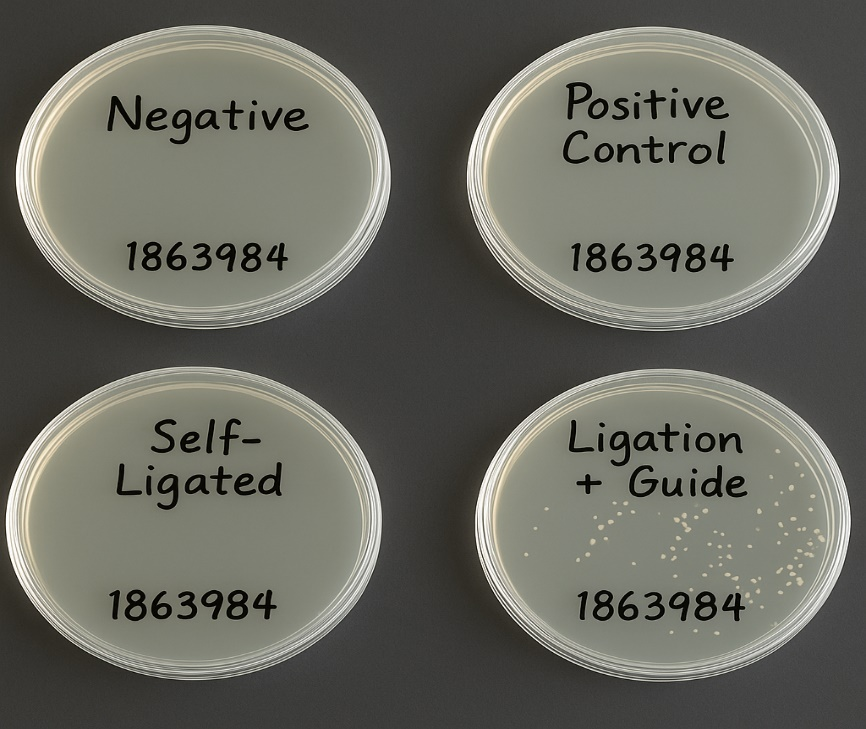 Negative
1863984
Positive
Control
1863984
Self-
Ligated
1863984
Ligation
+ Guide
1863984